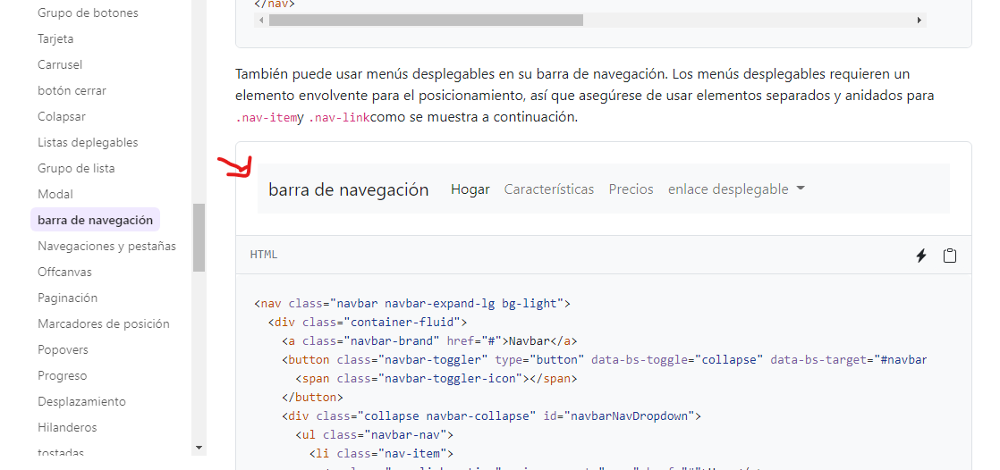 Grupo de botones
Tarjeta
Carrusel
botón cerrar
Colapsar
Listas deplegables
Grupo de lista
Modal
barra de navegación
Navegaciones y pestañas
Offcanvas
Paginación
Marcadores de posición
Popovers
Progreso
Desplazamiento
Hilanderos
tostadas
</nav>
También puede usar menús desplegables en su barra de navegación. Los menús desplegables requieren un
elemento envolvente para el posicionamiento, así que asegúrese de usar elementos separados y anidados para
.nav-itemy .nav-linkcomo se muestra a continuación.
barra de navegación Hogar Características Precios enlace desplegable
HTML
<nav class="navbar navbar-expand-lg bg-light">
<div class="container-fluid">
<a class="navbar-brand" href="#">Navbar</a>
<button class="navbar-toggler" type="button" data-bs-toggle="collapse" data-bs-target="#navbar
<span class="navbar-toggler-icon"></span>
</button>
<div class="collapse navbar-collapse" id="navbarNavDropdown">
<ul class="navbar-nav">
<li class="nav-item">